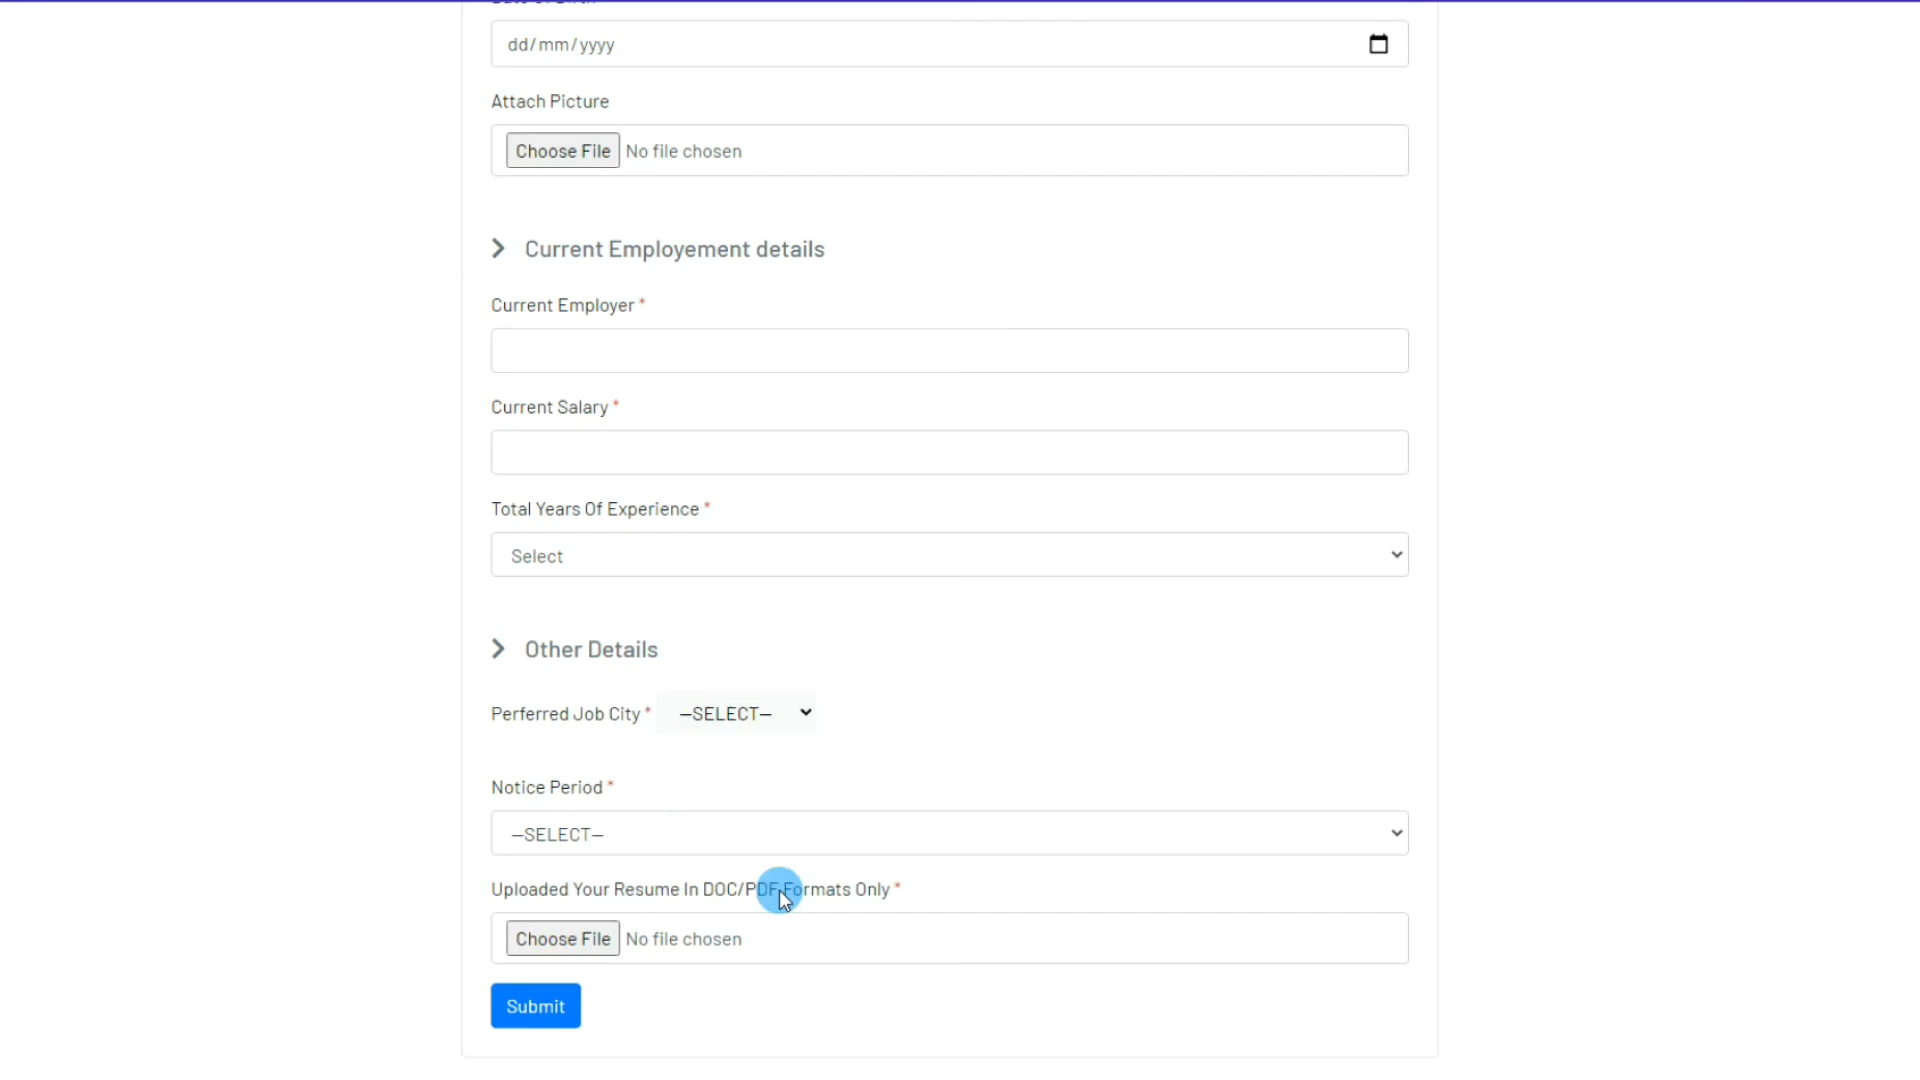 dd/mm/yyyy
Attach Picture
Choose File No file chosen
Current Employement details
Current Employer *
Current Salary *
Total Years Of Experience *
Select
Other Details
Perferred Job City * —SELECT—
Notice Period *
—SELECT—
Uploaded Your Resume In DOC/PDF Formats Only *
Choose File No file chosen
Submit